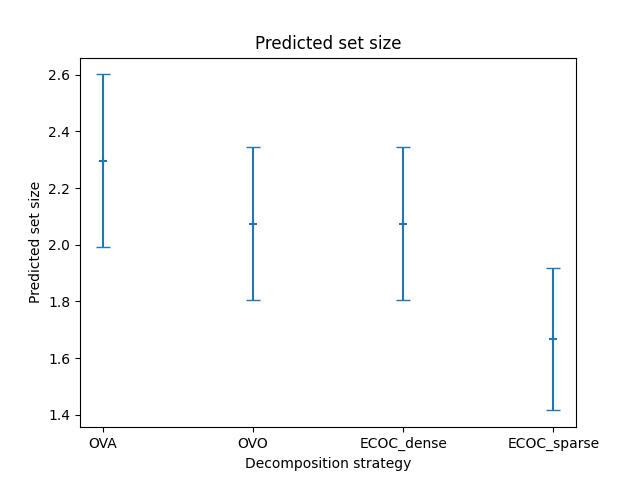 Predicted set size
2.6
2.4
2.2
2.0
1.8
1.6
1.4
Predicted set size
OVA OVO ECOC_dense ECOC_sparse
Decomposition strategy